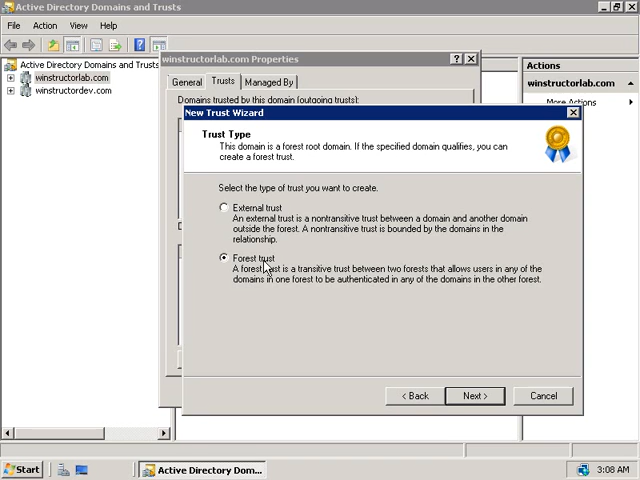 Active Directory Domains and Trusts
File Action View Help
Active Directory Domains and Trusts
winstructorlab.com
winstructordev.com
winstructorlab.com Properties
General Trusts Managed By
Domains trusted by this domain (outgoing trusts):
New Trust Wizard
Trust Type
This domain is a forest root domain. If the specified domain qualifies, you can
create a forest trust.
Select the type of trust you want to create.
External trust
An external trust is a nontransitive trust between a domain and another domain
outside the forest. A nontransitive trust is bounded by the domains in the
relationship.
Forest trust
A forest trust is a transitive trust between two forests that allows users in any of the
domains in one forest to be authenticated in any of the domains in the other forest.
< Back Next > Cancel
Actions
winstructorlab.com
More Actions
Start
Active Directory Dom...
3:08 AM